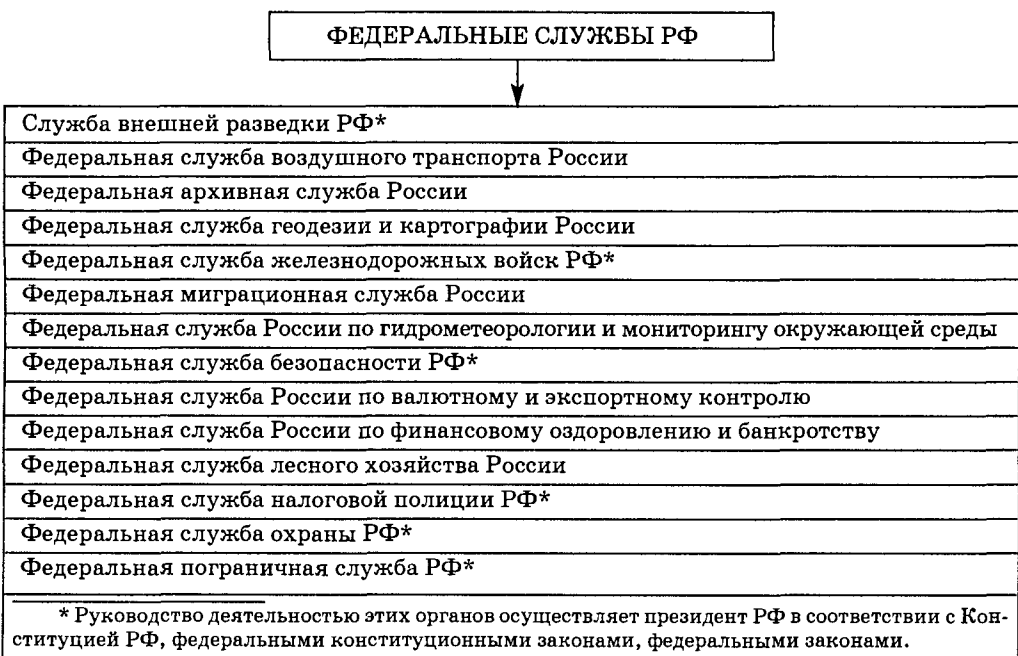 ФЕДЕРАЛЬНЫЕ СЛУЖБЫ РФ
Служба внешней разведки РФ*
Федеральная служба воздушного транспорта России
Федеральная архивная служба России
Федеральная служба геодезии и картографии России
Федеральная служба железнодорожных войск РФ*
Федеральная миграционная служба России
Федеральная служба России по гидрометеорологии и мониторингу окружающей среды
Федеральная служба безопасности РФ*
Федеральная служба России по валютному и экспортному контролю
Федеральная служба России по финансовому оздоровлению и банкротству
Федеральная служба лесного хозяйства России
Федеральная служба налоговой полиции РФ*
Федеральная служба охраны РФ*
Федеральная пограничная служба РФ*
* Руководство деятельностью этих органов осуществляет президент РФ в соответствии с Кон-
ституцией РФ, федеральными конституционными законами, федеральными законами.